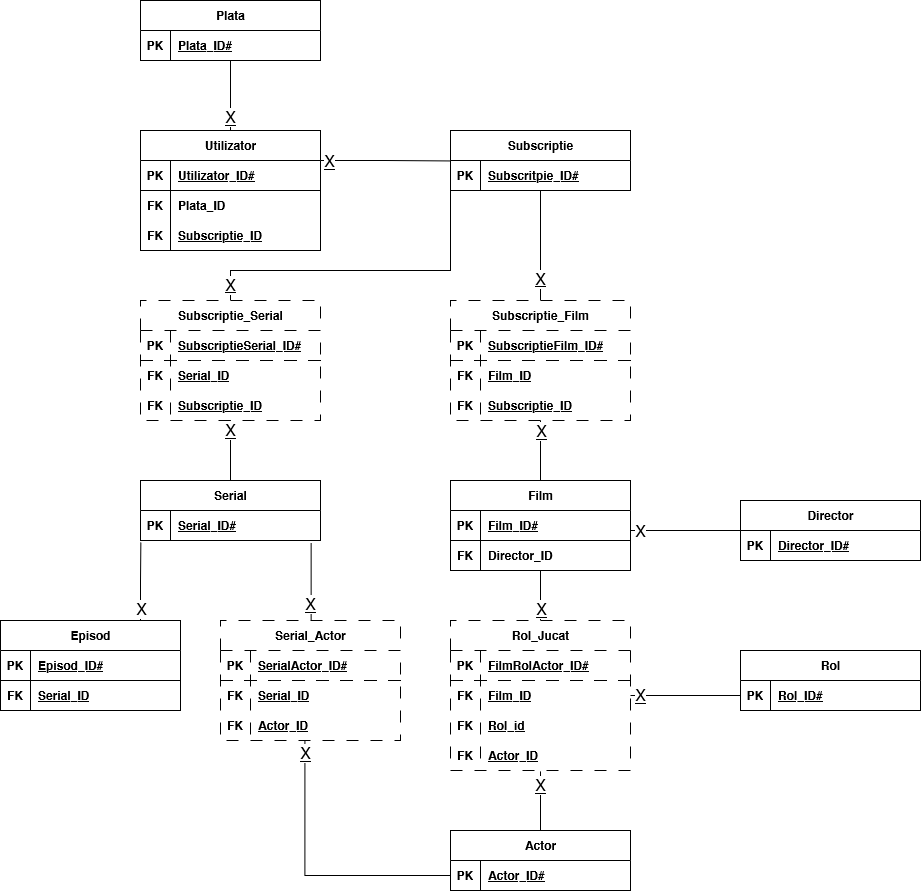 Plata
PK Plata_ID#
X
Utilizator
PK Utilizator_ID#
FK Plata_ID
FK Subscriptie_ID
X
Subscriptie
PK Subscritpie_ID#
X
X
Subscriptie_Serial
PK SubscriptieSerial_ID#
FK Serial_ID
FK Subscriptie_ID
X
Subscriptie_Film
PK SubscriptieFilm_ID#
FK Film_ID
FK Subscriptie_ID
X
Serial
PK Serial_ID#
Film
PK Film_ID#
FK Director_ID
X
Director
PK Director_ID#
X
X
X
Episod
PK Episod_ID#
FK Serial_ID
Serial_Actor
PK SerialActor_ID#
FK Serial_ID
FK Actor_ID
X
Rol_Jucat
PK FilmRolActor_ID#
FK Film_ID
FK Rol_id
FK Actor_ID
X
Rol
PK Rol_ID#
X
Actor
PK Actor_ID#